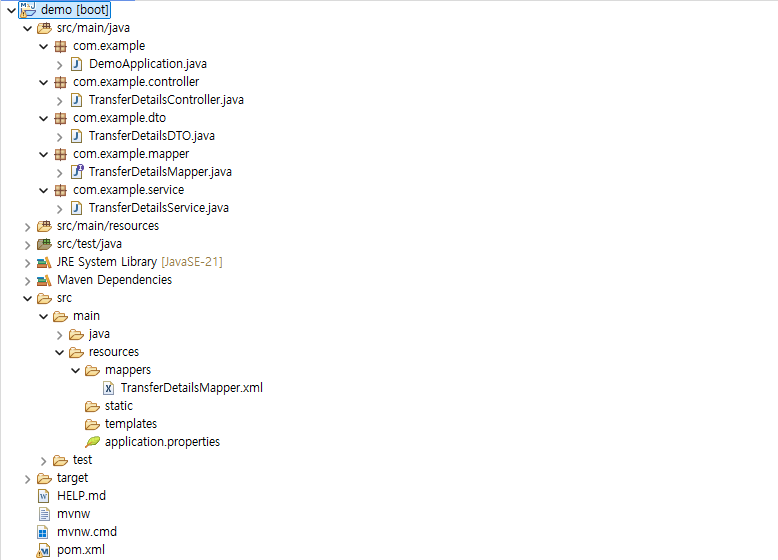 demo [boot]
src/main/java
com.example
DemoApplication.java
com.example.controller
TransferDetailsController.java
com.example.dto
TransferDetailsDTO.java
com.example.mapper
TransferDetailsMapper.java
com.example.service
TransferDetailsService.java
src/main/resources
src/test/java
JRE System Library [JavaSE-21]
Maven Dependencies
src
main
java
resources
mappers
TransferDetailsMapper.xml
static
templates
application.properties
test
target
HELP.md
mvnw
mvnw.cmd
pom.xml